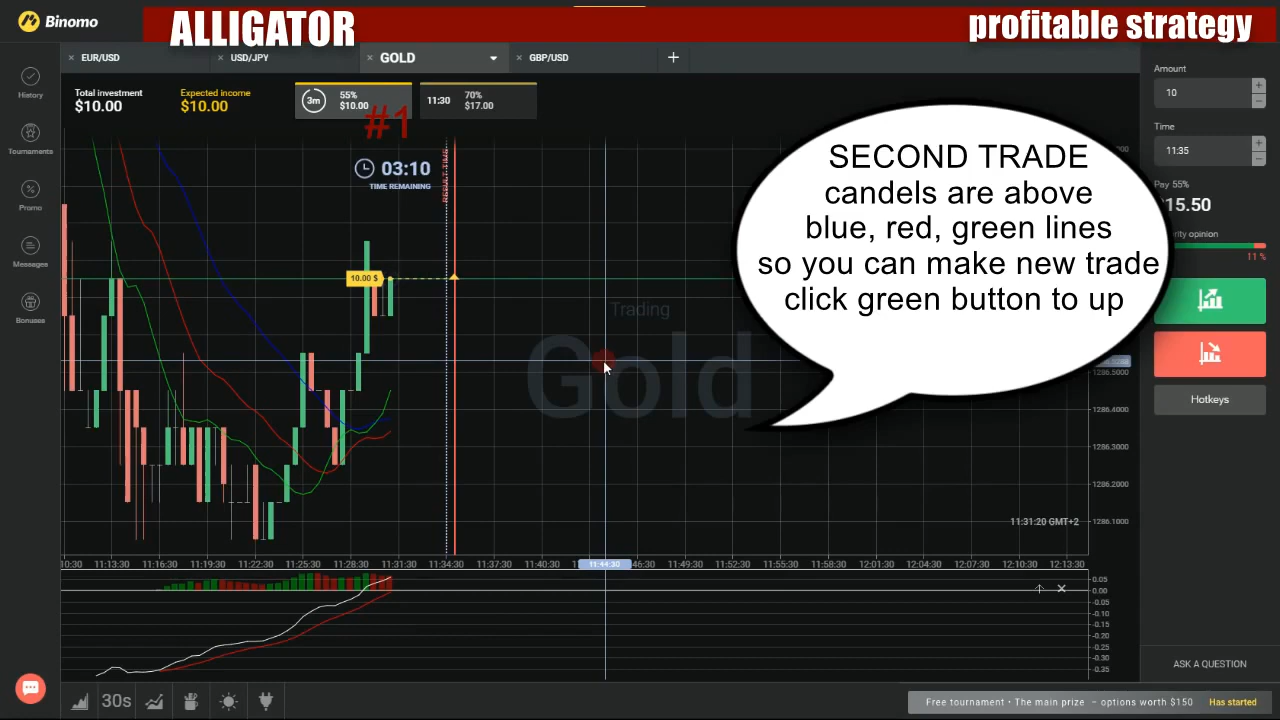 Binomo
ALLIGATOR
profitable strategy
× EUR/USD
× USD/JPY
× GOLD
× GBP/USD
+
Total investment
$10.00
Expected income
$10.00
3m
55%
$10.00
11:30
70%
$17.00
#1
03:10
TIME REMAINING
10.00 $
History
Tournaments
Promo
Messages
Bonuses
SECOND TRADE
candels are above
blue, red, green lines
so you can make new trade
click green button to up
Trading
Gold
Amount
10
+
−
Time
11:35
+
−
Pay 55%
15.50
opinion
11 %
Hotkeys
1286.5000
1286.4000
1286.3000
1286.2000
1286.1000
11:31:20 GMT+2
10:30 11:13:30 11:16:30 11:19:30 11:22:30 11:25:30 11:28:30 11:31:30 11:34:30 11:37:30 11:40:30 11:44:30 46:30 11:49:30 11:52:30 11:55:30 11:58:30 12:01:30 12:04:30 12:07:30 12:10:30 12:13:30
0.05
0.00
-0.05
-0.10
-0.15
-0.20
-0.25
-0.30
-0.35
30s
ASK A QUESTION
Free tournament • The main prize – options worth $150 Has started